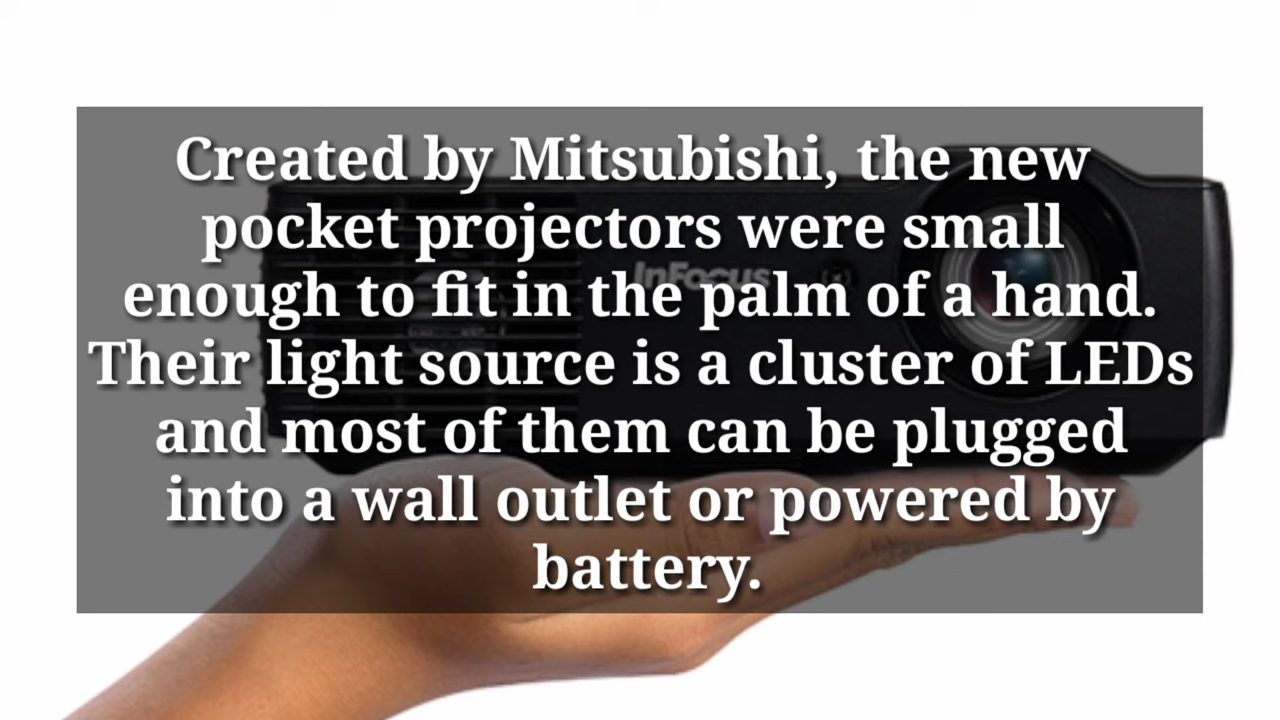 Created by Mitsubishi, the new
pocket projectors were small
enough to fit in the palm of a hand.
Their light source is a cluster of LEDs
and most of them can be plugged
into a wall outlet or powered by
battery.
InFocus